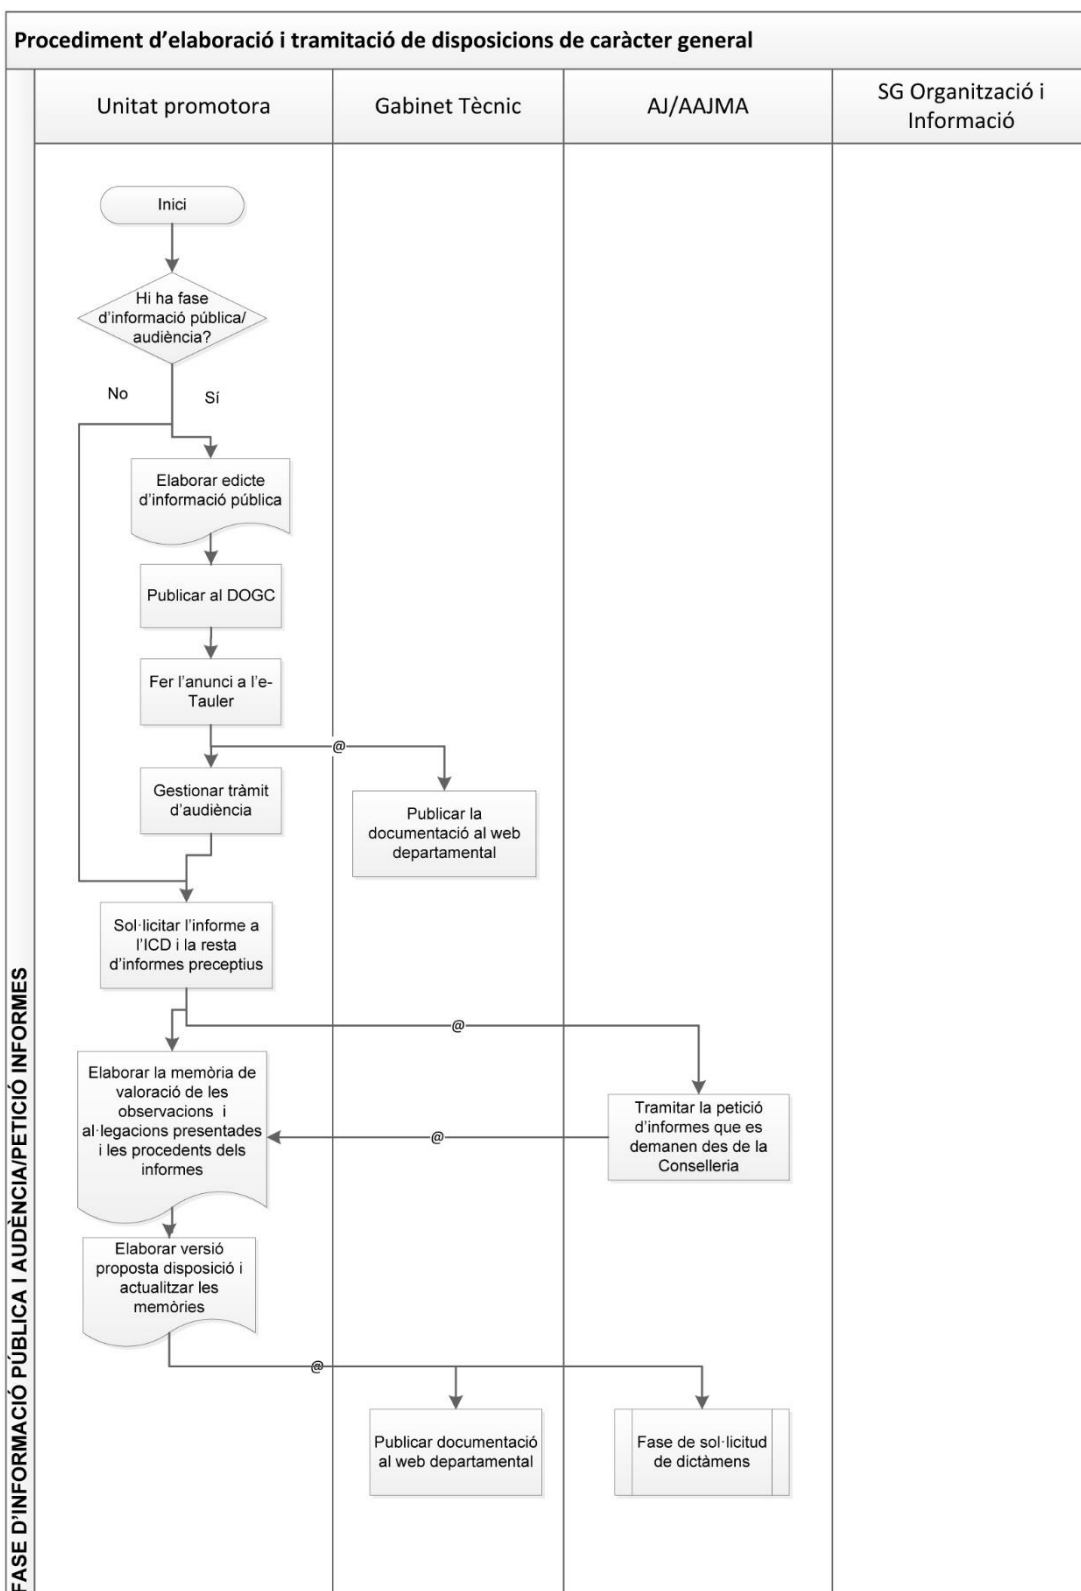 Procediment d’elaboració i tramitació de disposicions de caràcter general
Unitat promotora
Gabinet Tècnic
AJ/AAJMA
SG Organització i
Informació
Inici
Hi ha fase
d’informació pública/
audiència?
No
Sí
Elaborar edicte
d’informació pública
Publicar al DOGC
Fer l’anunci a l’e-
Tauler
@
Gestionar tràmit
d’audiència
Publicar la
documentació al web
departamental
Sol·licitar l’informe a
l’ICD i la resta
d’informes preceptius
@
Elaborar la memòria de
valoració de les
observacions i
al·legacions presentades
i les procedents dels
informes
@
Tramitar la petició
d’informes que es
demanen des de la
Conselleria
Elaborar versió
proposta disposició i
actualitzar les
memòries
@
Publicar documentació
al web departamental
Fase de sol·licitud
de dictàmens
FASE D’INFORMACIÓ PÚBLICA I AUDÈNCIA/PETICIÓ INFORMES